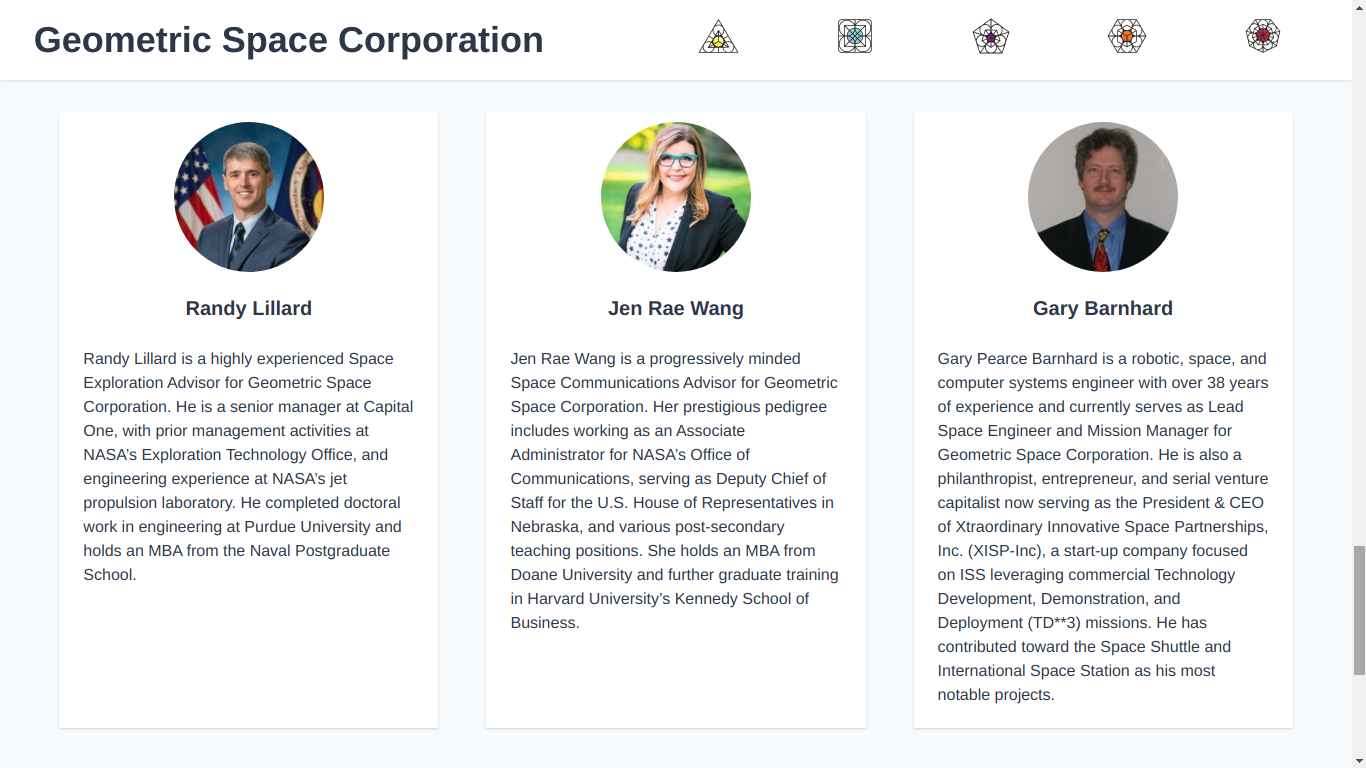 Geometric Space Corporation
Randy Lillard
Randy Lillard is a highly experienced Space
Exploration Advisor for Geometric Space
Corporation. He is a senior manager at Capital
One, with prior management activities at
NASA’s Exploration Technology Office, and
engineering experience at NASA’s jet
propulsion laboratory. He completed doctoral
work in engineering at Purdue University and
holds an MBA from the Naval Postgraduate
School.
Jen Rae Wang
Jen Rae Wang is a progressively minded
Space Communications Advisor for Geometric
Space Corporation. Her prestigious pedigree
includes working as an Associate
Administrator for NASA’s Office of
Communications, serving as Deputy Chief of
Staff for the U.S. House of Representatives in
Nebraska, and various post-secondary
teaching positions. She holds an MBA from
Doane University and further graduate training
in Harvard University’s Kennedy School of
Business.
Gary Barnhard
Gary Pearce Barnhard is a robotic, space, and
computer systems engineer with over 38 years
of experience and currently serves as Lead
Space Engineer and Mission Manager for
Geometric Space Corporation. He is also a
philanthropist, entrepreneur, and serial venture
capitalist now serving as the President & CEO
of Xtraordinary Innovative Space Partnerships,
Inc. (XISP-Inc), a start-up company focused
on ISS leveraging commercial Technology
Development, Demonstration, and
Deployment (TD**3) missions. He has
contributed toward the Space Shuttle and
International Space Station as his most
notable projects.